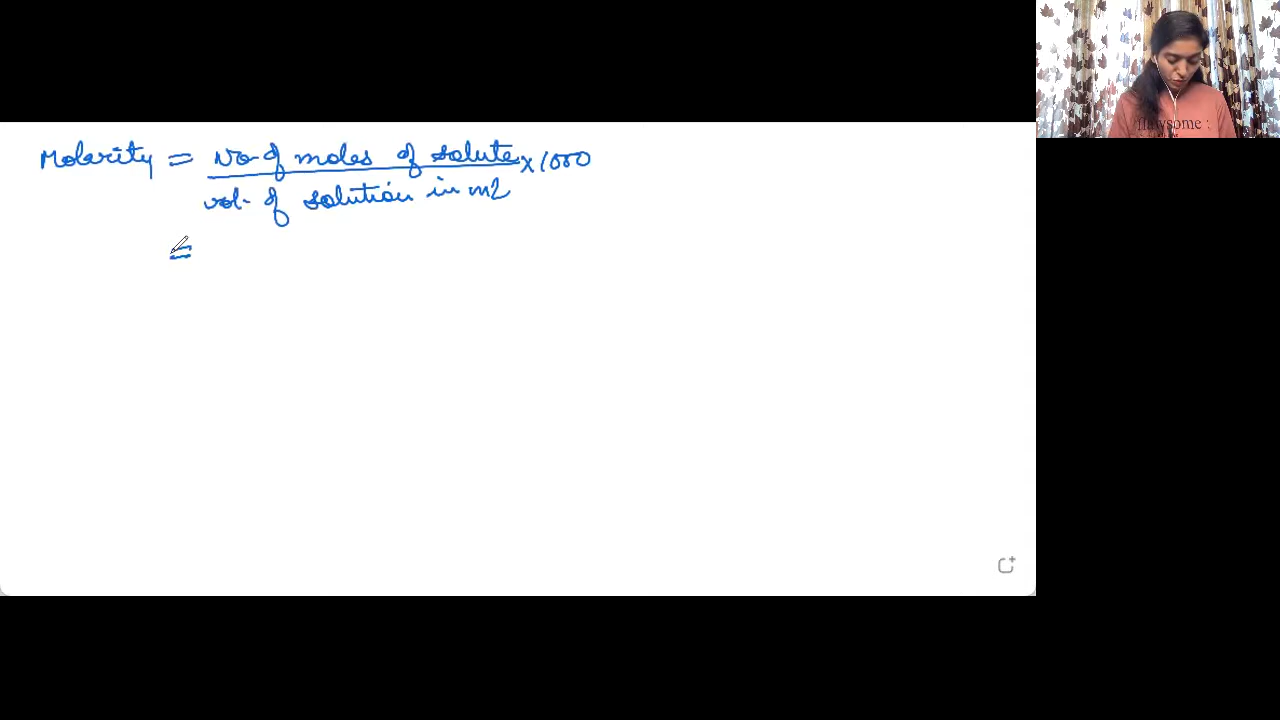 Molarity = No of moles of solute × 1000
vol. of solution in ml
=